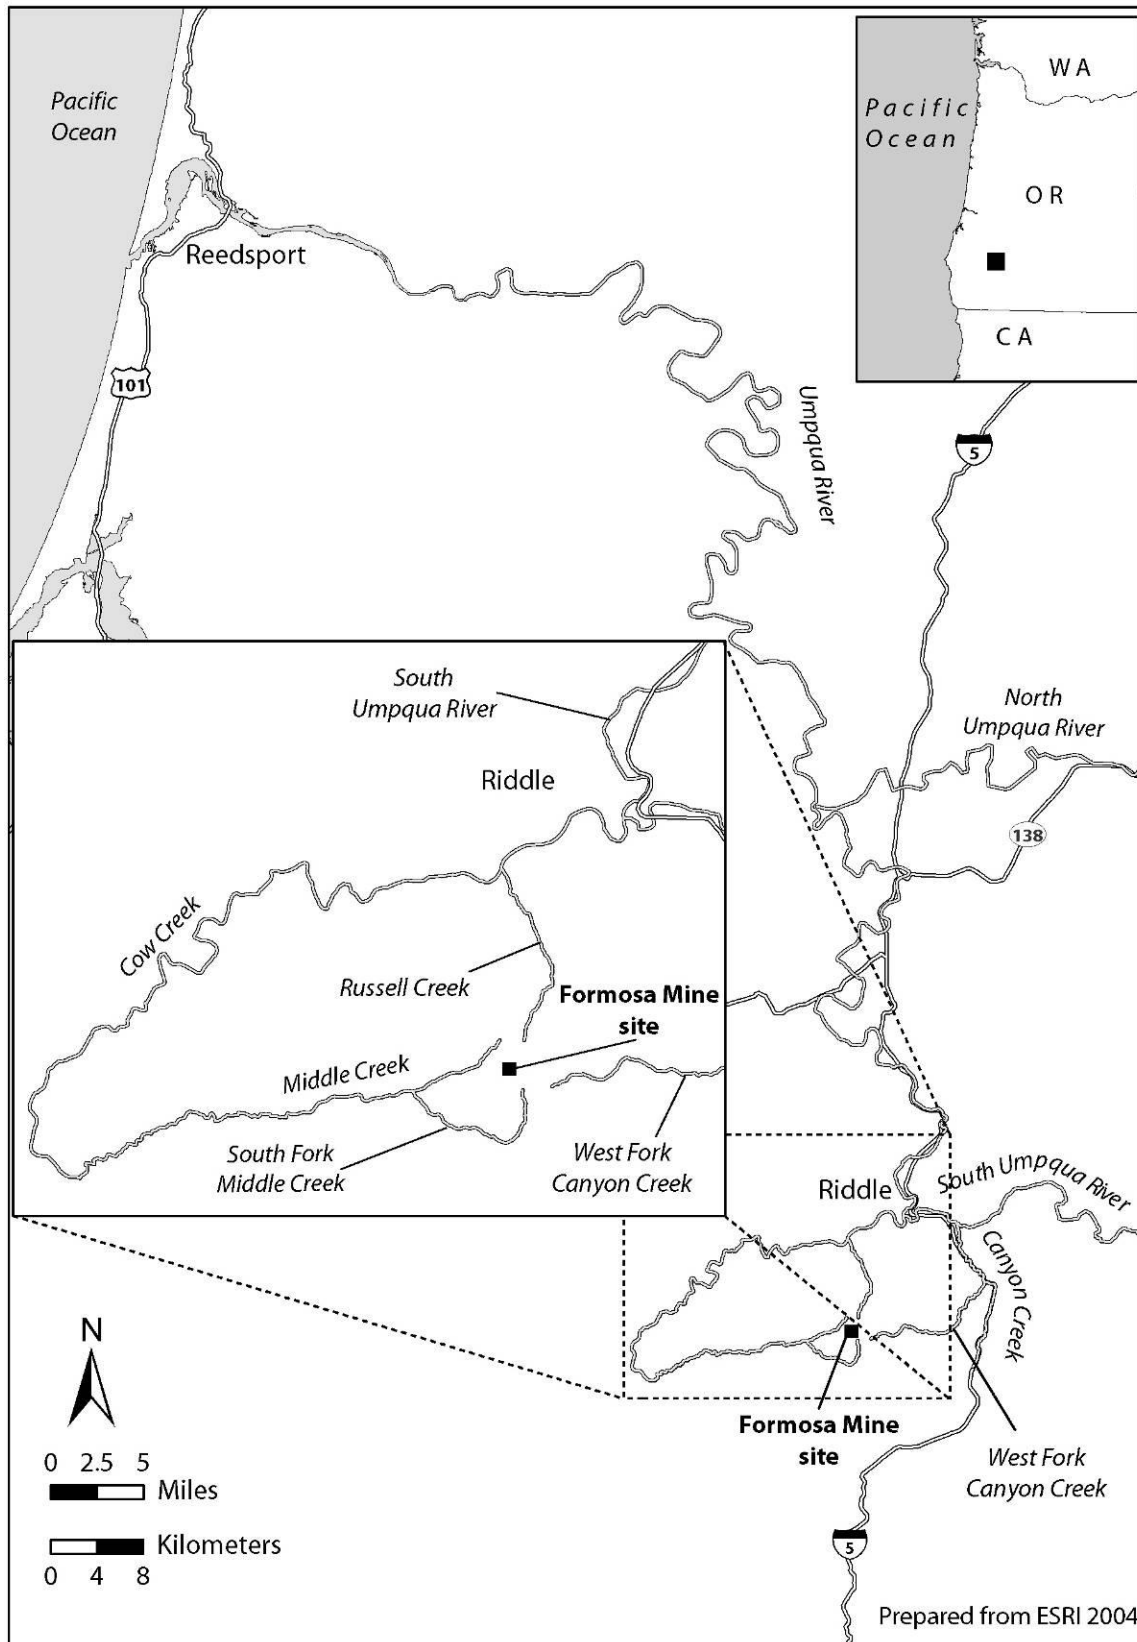 Pacific
Ocean
WA
Pacific
Ocean
OR
CA
Reedsport
101
Umpqua River
5
South
Umpqua River
North
Umpqua River
Riddle
138
Cow Creek
Russell Creek
Formosa Mine
site
Middle Creek
South Fork
Middle Creek
West Fork
Canyon Creek
Riddle
South Umpqua River
Canyon Creek
N
Formosa Mine
site
West Fork
Canyon Creek
0 2.5 5
Miles
Kilometers
0 4 8
5
Prepared from ESRI 2004